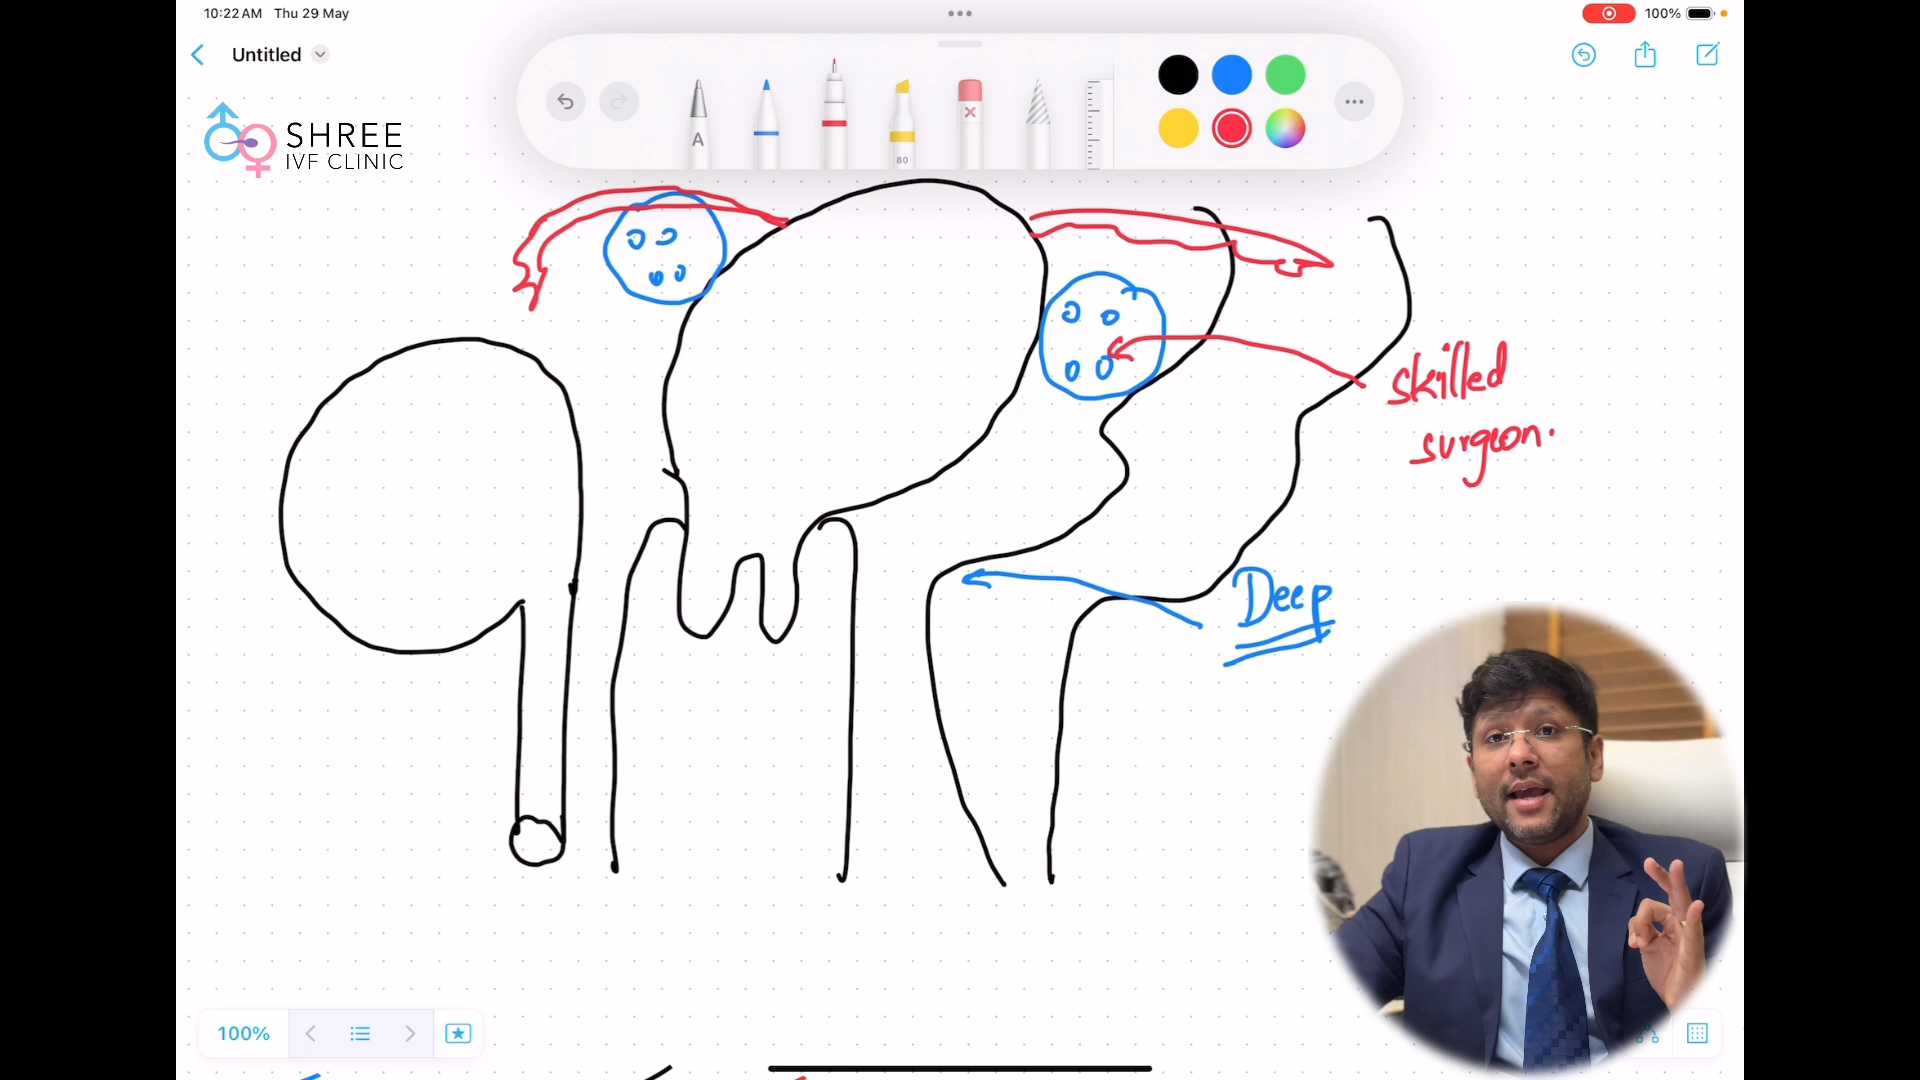 10:22 AM Thu 29 May
100%
Untitled
SHREE
IVF CLINIC
A
80
Skilled
surgeon.
Deep
100%